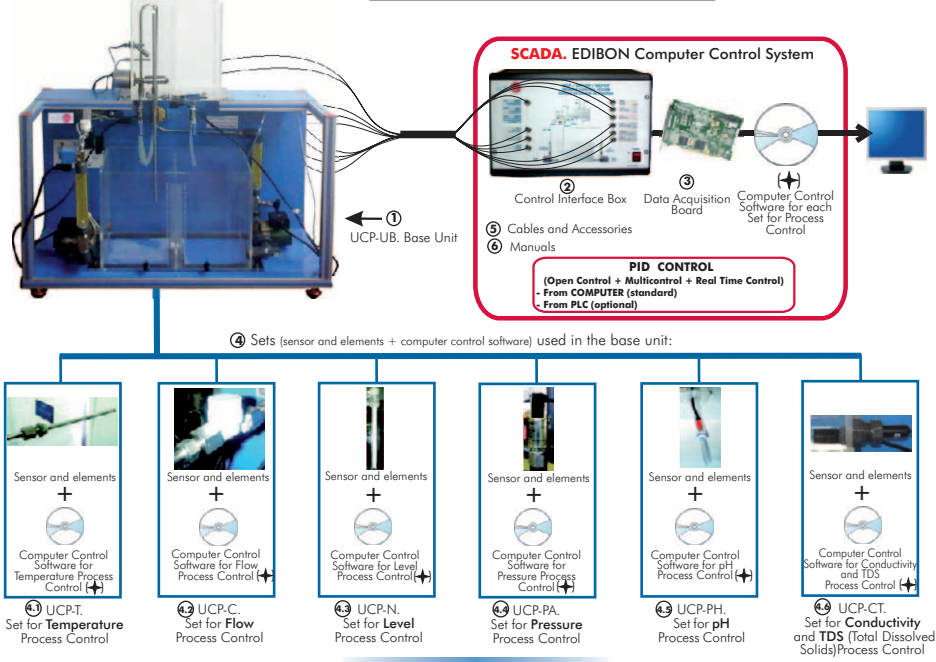 SCADA. EDIBON Computer Control System
2
Control Interface Box
3
Data Acquisition
Board
Computer Control
Software for each
Set for Process
Control
1
UCP-UB. Base Unit
5 Cables and Accessories
6 Manuals
PID CONTROL
(Open Control + Multicontrol + Real Time Control)
- From COMPUTER (standard)
- From PLC (optional)
4 Sets (sensor and elements + computer control software) used in the base unit:
Sensor and elements
+
Computer Control
Software for
Temperature Process
Control
4.1 UCP-T.
Set for Temperature
Process Control
Sensor and elements
+
Computer Control
Software for Flow
Process Control
4.2 UCP-C.
Set for Flow
Process Control
Sensor and elements
+
Computer Control
Software for Level
Process Control
4.3 UCP-N.
Set for Level
Process Control
Sensor and elements
+
Computer Control
Software for
Pressure Process
Control
4.4 UCP-PA.
Set for Pressure
Process Control
Sensor and elements
+
Computer Control
Software for pH
Process Control
4.5 UCP-PH.
Set for pH
Process Control
Sensor and elements
+
Computer Control
Software for Conductivity
and TDS
Process Control
4.6 UCP-CT.
Set for Conductivity
and TDS (Total Dissolved
Solids)Process Control